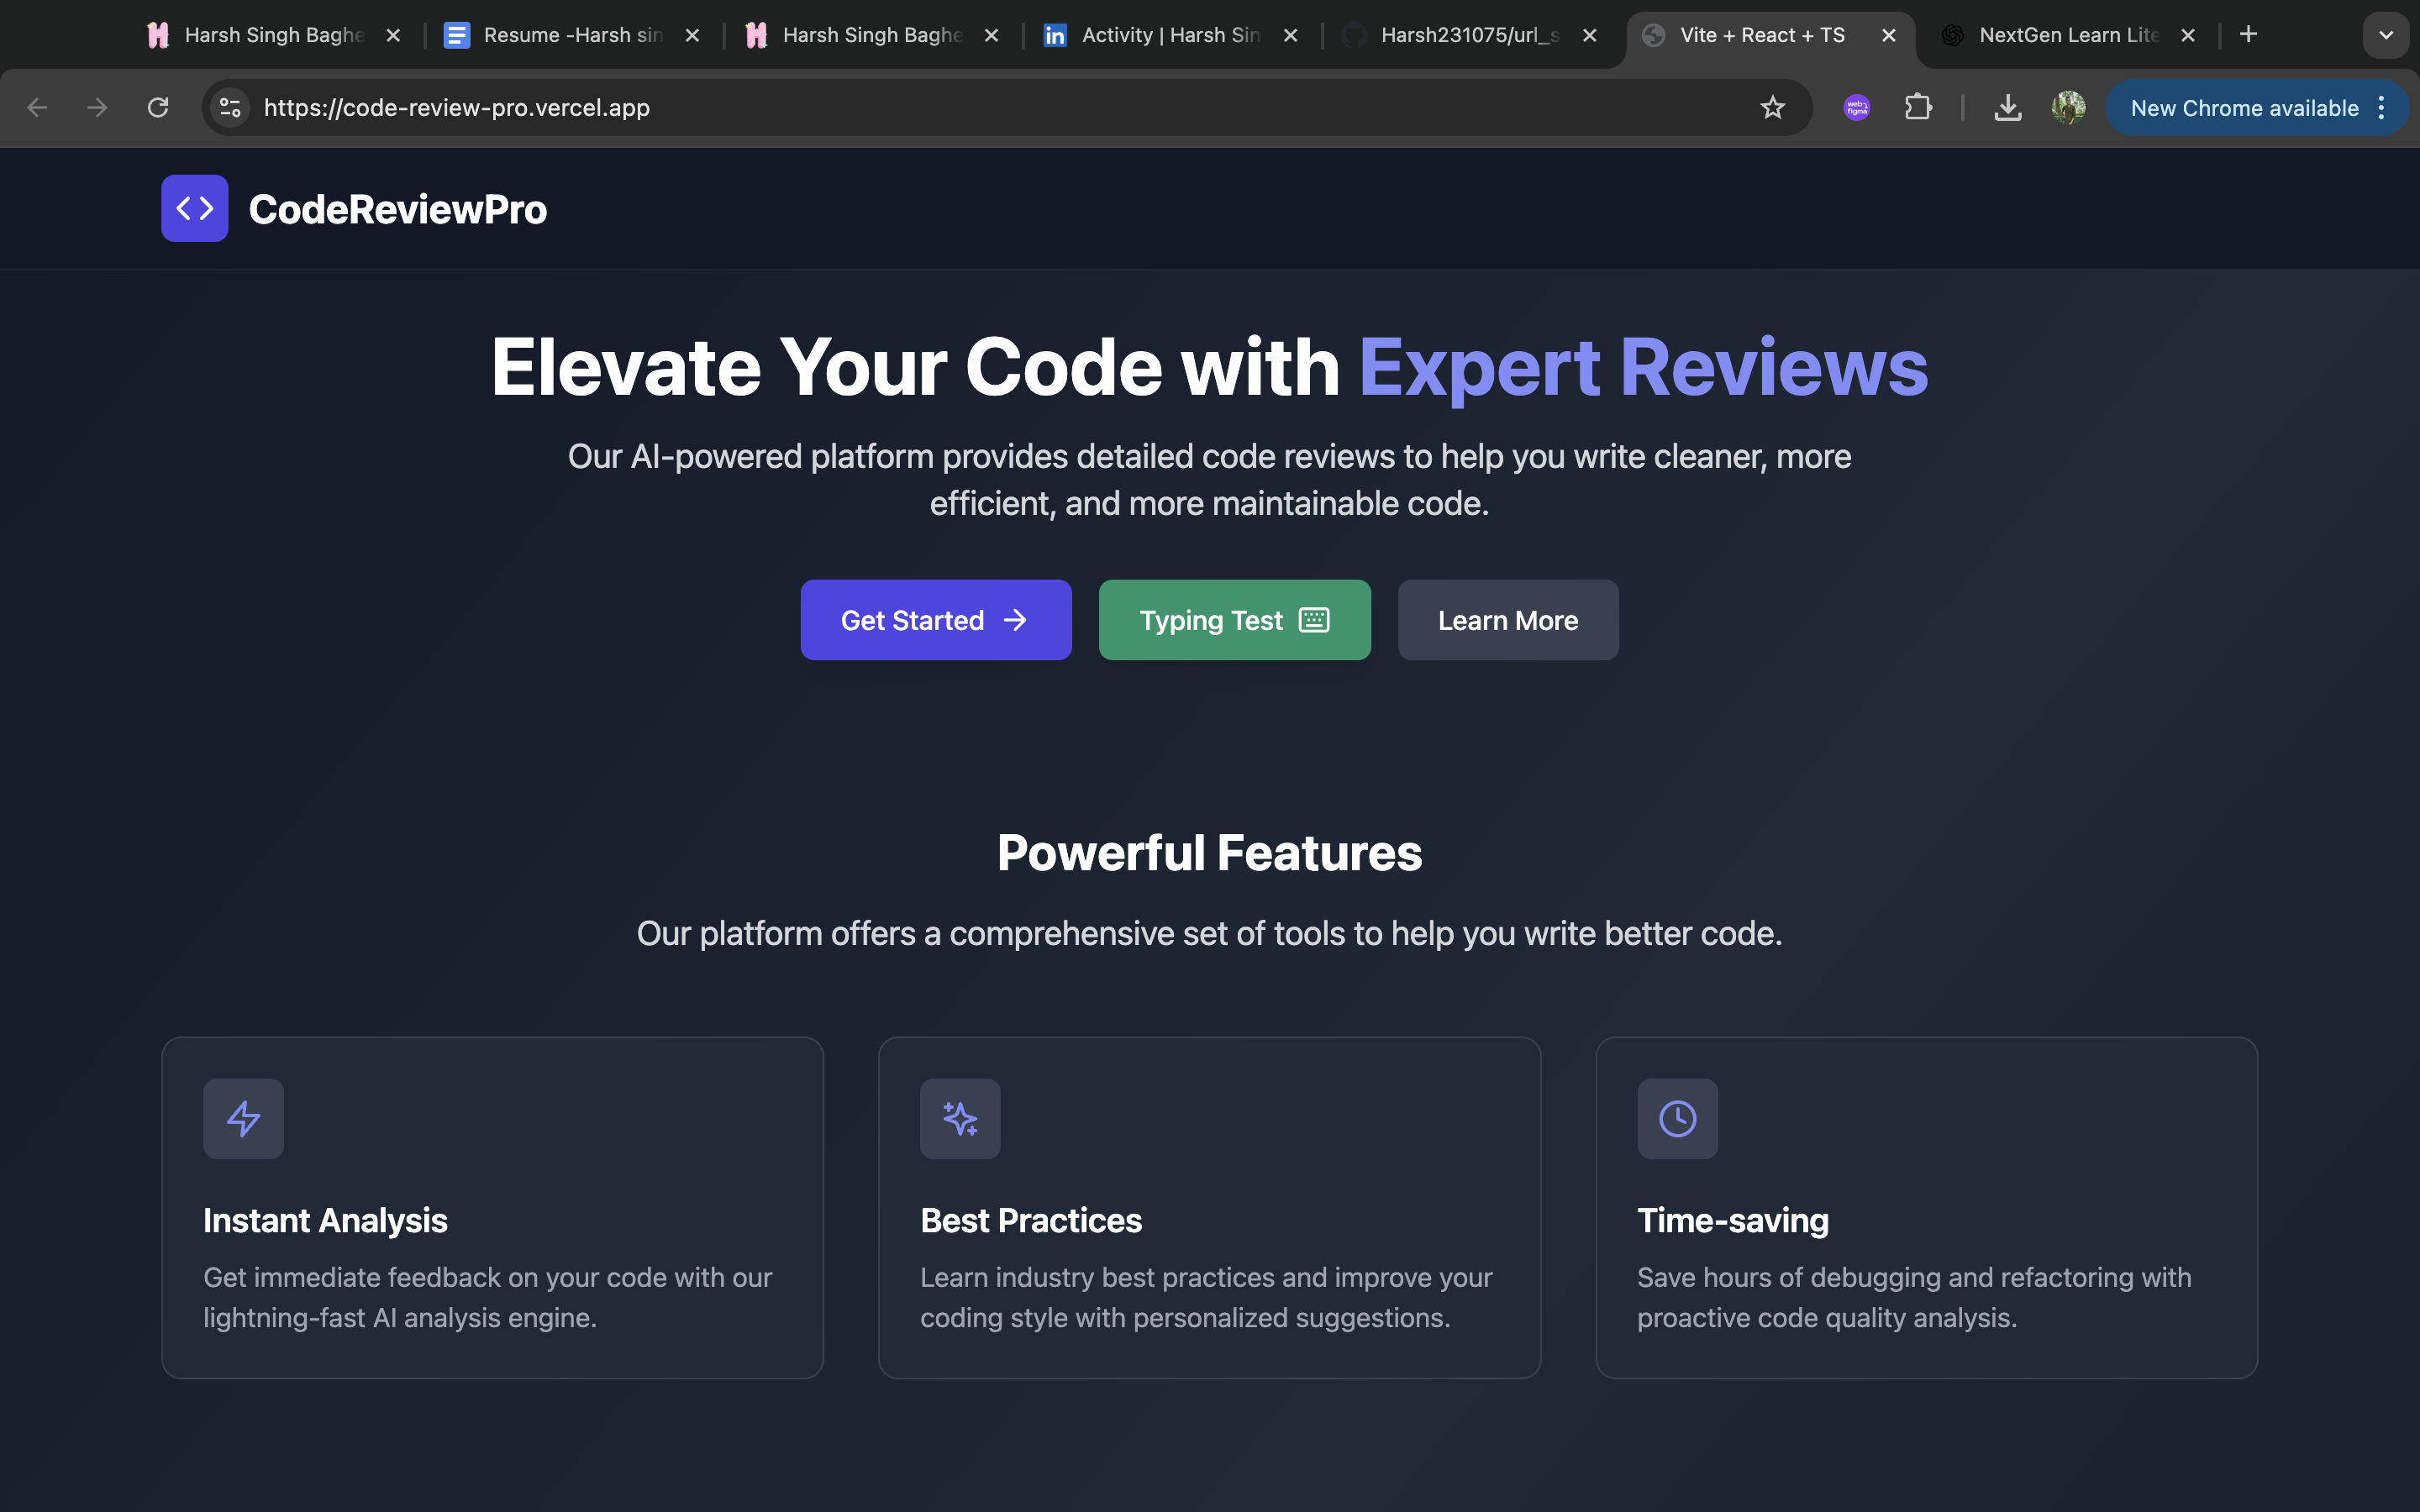 Harsh Singh Baghe
Resume -Harsh sin
Harsh Singh Baghe
Activity | Harsh Sin
Harsh231075/url_s
Vite + React + TS
NextGen Learn Lite
https://code-review-pro.vercel.app
web
figma
New Chrome available
CodeReviewPro
Elevate Your Code with Expert Reviews
Our AI-powered platform provides detailed code reviews to help you write cleaner, more
efficient, and more maintainable code.
Get Started
Typing Test
Learn More
Powerful Features
Our platform offers a comprehensive set of tools to help you write better code.
Instant Analysis
Get immediate feedback on your code with our
lightning-fast AI analysis engine.
Best Practices
Learn industry best practices and improve your
coding style with personalized suggestions.
Time-saving
Save hours of debugging and refactoring with
proactive code quality analysis.